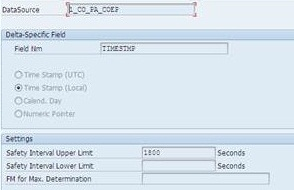 DataSource 1_CO_PA_COEP
Delta-Specific Field
Field Nm TIMESTMP
Time Stamp (UTC)
Time Stamp (Local)
Calend. Day
Numeric Pointer
Settings
Safety Interval Upper Limit 1800 Seconds
Safety Interval Lower Limit Seconds
FM for Max. Determination